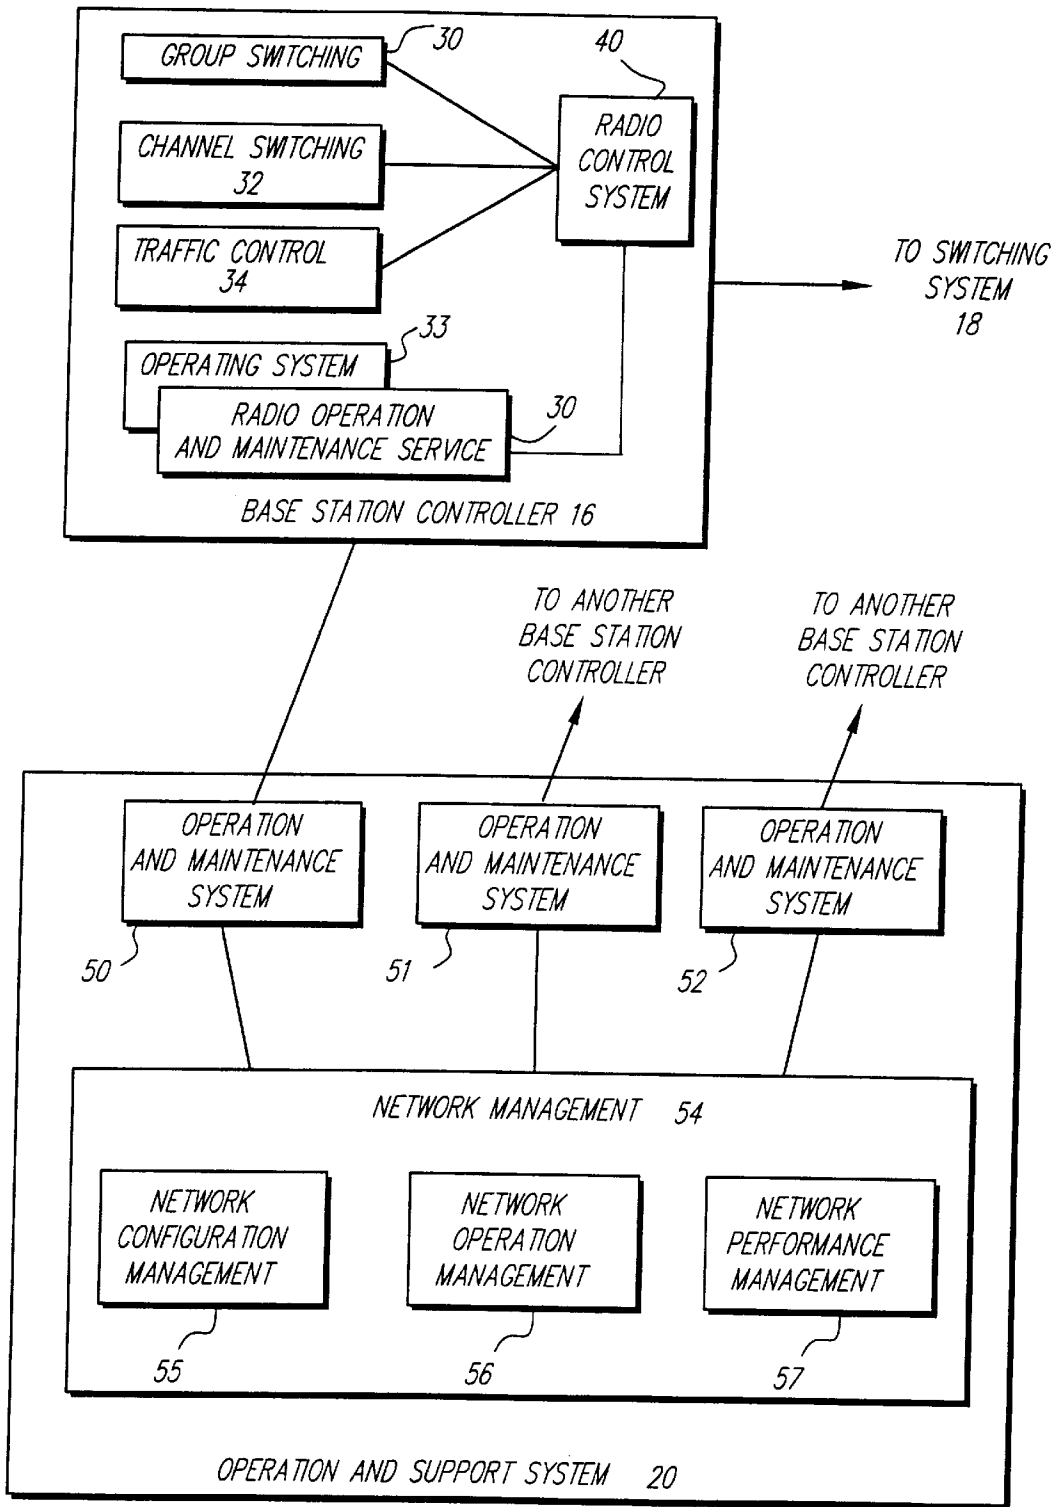 GROUP SWITCHING
30
40
CHANNEL SWITCHING
32
RADIO
CONTROL
SYSTEM
TRAFFIC CONTROL
34
TO SWITCHING
SYSTEM
18
33
OPERATING SYSTEM
RADIO OPERATION
AND MAINTENANCE SERVICE
30
BASE STATION CONTROLLER 16
TO ANOTHER
BASE STATION
CONTROLLER
TO ANOTHER
BASE STATION
CONTROLLER
OPERATION
AND MAINTENANCE
SYSTEM
50
OPERATION
AND MAINTENANCE
SYSTEM
51
OPERATION
AND MAINTENANCE
SYSTEM
52
NETWORK MANAGEMENT 54
NETWORK
CONFIGURATION
MANAGEMENT
55
NETWORK
OPERATION
MANAGEMENT
56
NETWORK
PERFORMANCE
MANAGEMENT
57
OPERATION AND SUPPORT SYSTEM 20